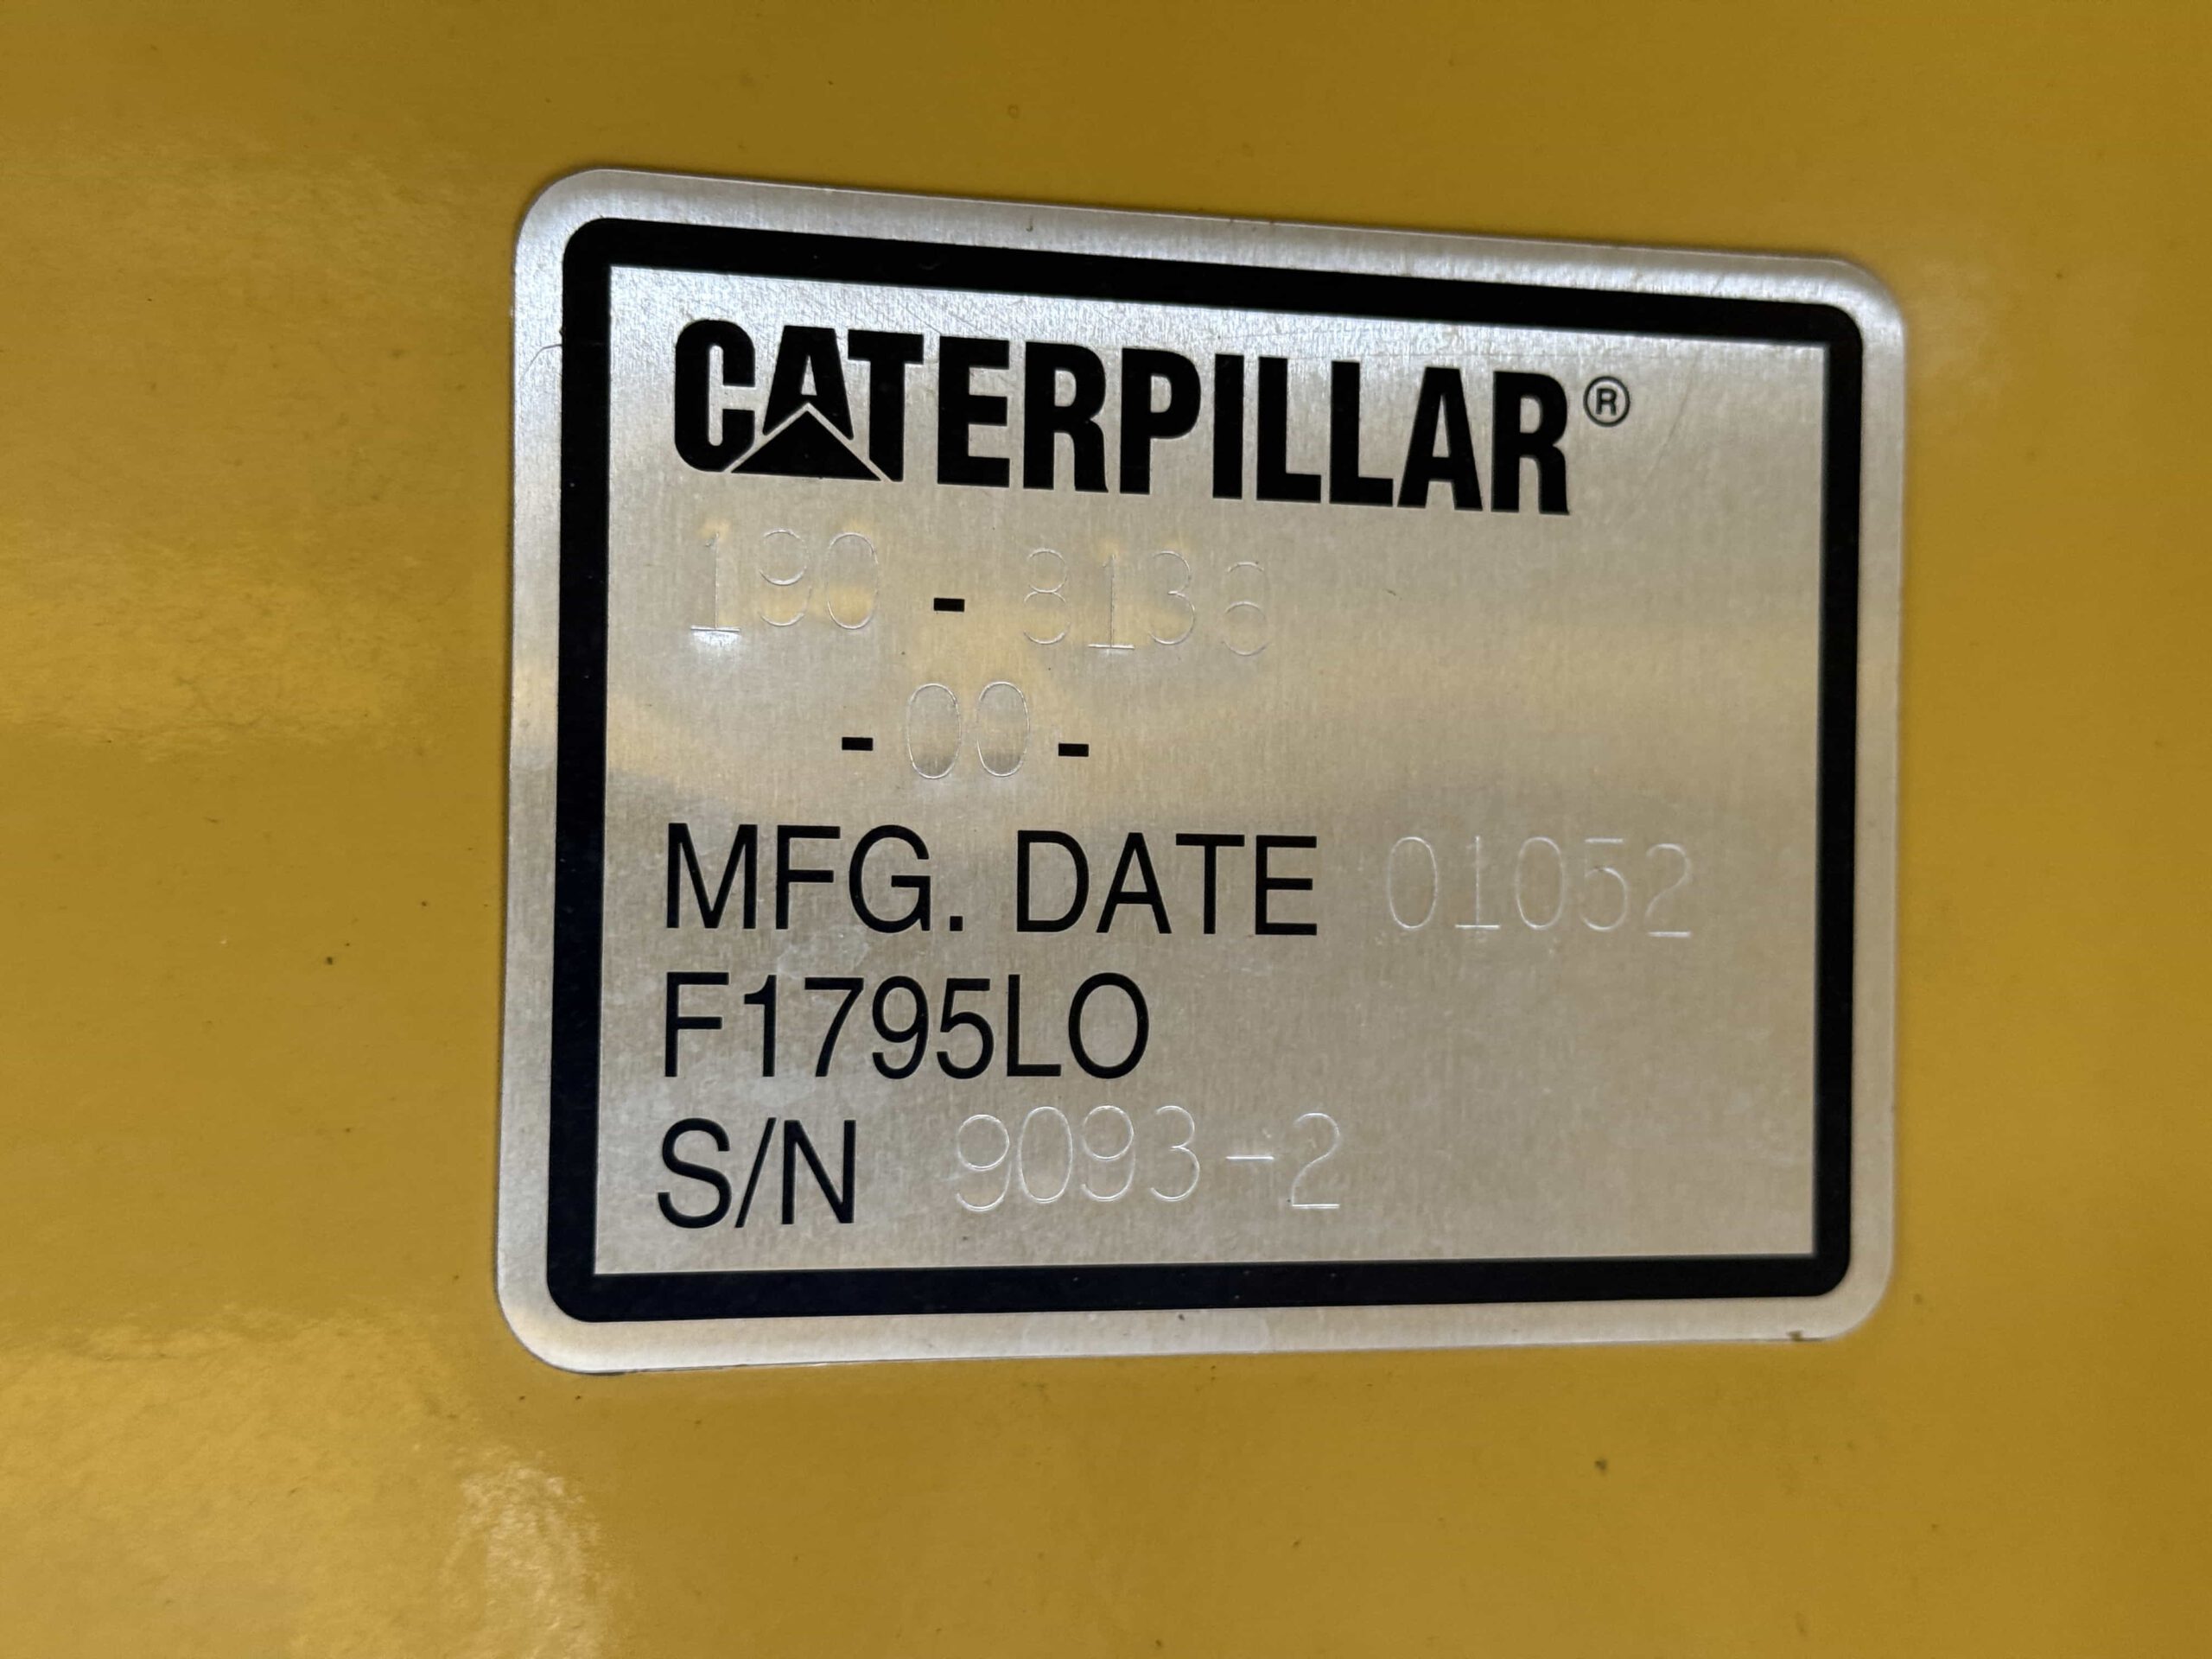 CATERPILLAR®
190 - 8136
- 00 -
MFG. DATE 01052
F1795LO
S/N 9093-2